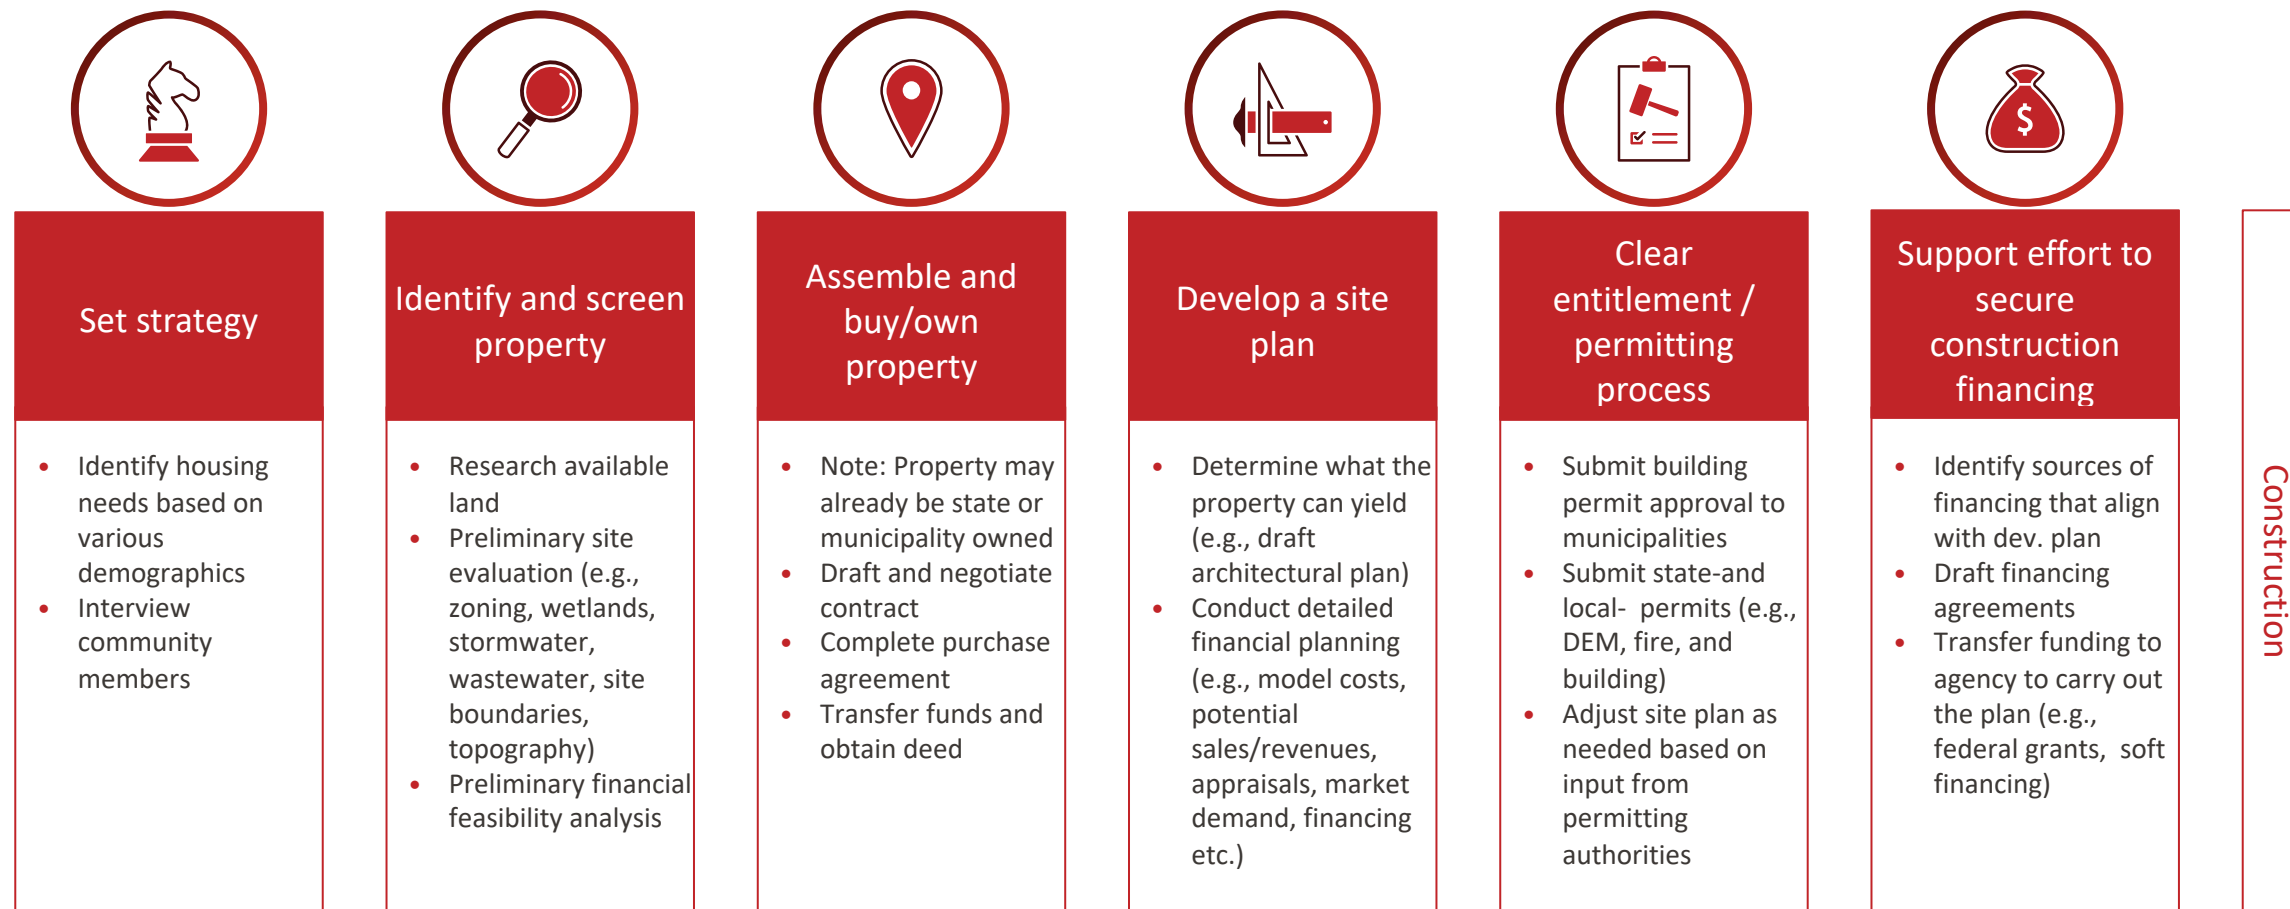 $
Set strategy
• Identify housing
needs based on
various
demographics
• Interview
community
members
Identify and screen
property
• Research available
land
• Preliminary site
evaluation (e.g.,
zoning, wetlands,
stormwater,
wastewater, site
boundaries,
topography)
• Preliminary financial
feasibility analysis
Assemble and
buy/own
property
• Note: Property may
already be state or
municipality owned
• Draft and negotiate
contract
• Complete purchase
agreement
• Transfer funds and
obtain deed
Develop a site
plan
• Determine what the
property can yield
(e.g., draft
architectural plan)
• Conduct detailed
financial planning
(e.g., model costs,
potential
sales/revenues,
appraisals, market
demand, financing
etc.)
Clear
entitlement /
permitting
process
• Submit building
permit approval to
municipalities
• Submit state-and
local- permits (e.g.,
DEM, fire, and
building)
• Adjust site plan as
needed based on
input from
permitting
authorities
Support effort to
secure
construction
financing
• Identify sources of
financing that align
with dev. plan
• Draft financing
agreements
• Transfer funding to
agency to carry out
the plan (e.g.,
federal grants, soft
financing)
Construction